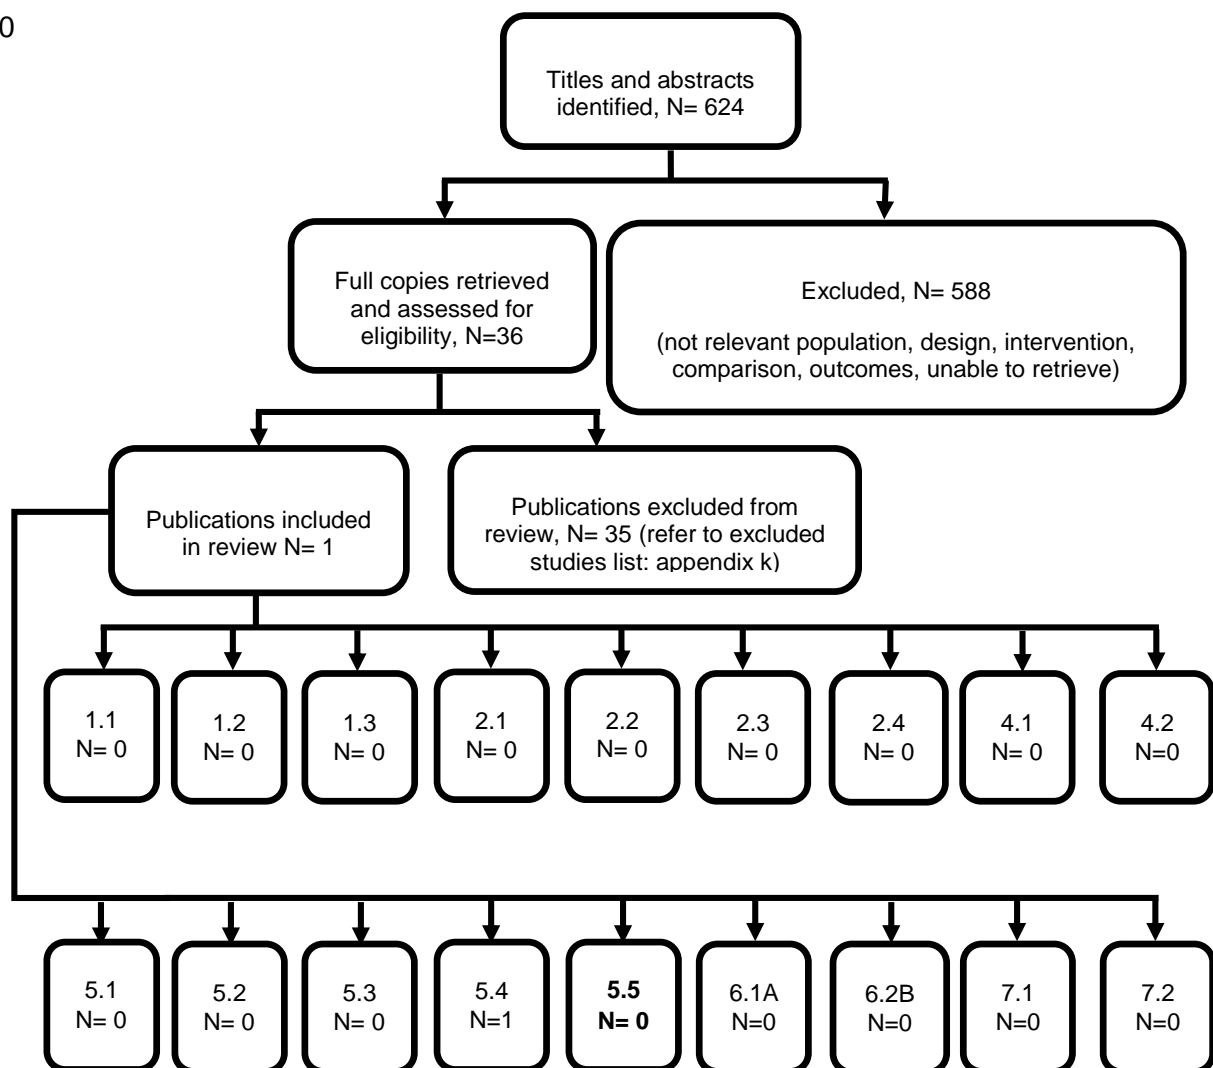 0
Titles and abstracts
identified, N= 624
Full copies retrieved
and assessed for
eligibility, N=36
Excluded, N= 588
(not relevant population, design, intervention,
comparison, outcomes, unable to retrieve)
Publications included
in review N= 1
Publications excluded from
review, N= 35 (refer to excluded
studies list: appendix k)
1.1
N= 0
1.2
N= 0
1.3
N= 0
2.1
N= 0
2.2
N= 0
2.3
N= 0
2.4
N= 0
4.1
N= 0
4.2
N=0
5.1
N= 0
5.2
N= 0
5.3
N= 0
5.4
N=1
5.5
N= 0
6.1A
N=0
6.2B
N=0
7.1
N=0
7.2
N=0